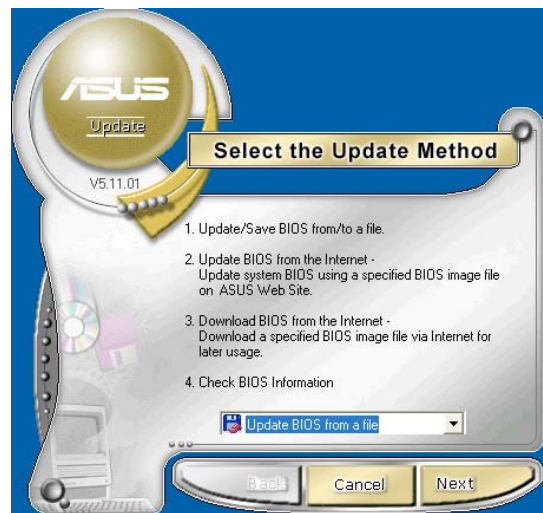 ASUS
Update
V5.11.01
Select the Update Method
1. Update/Save BIOS from/to a file.
2. Update BIOS from the Internet -
Update system BIOS using a specified BIOS image file
on ASUS Web Site.
3. Download BIOS from the Internet -
Download a specified BIOS image file via Internet for
later usage.
4. Check BIOS Information
Update BIOS from a file
Back
Cancel
Next